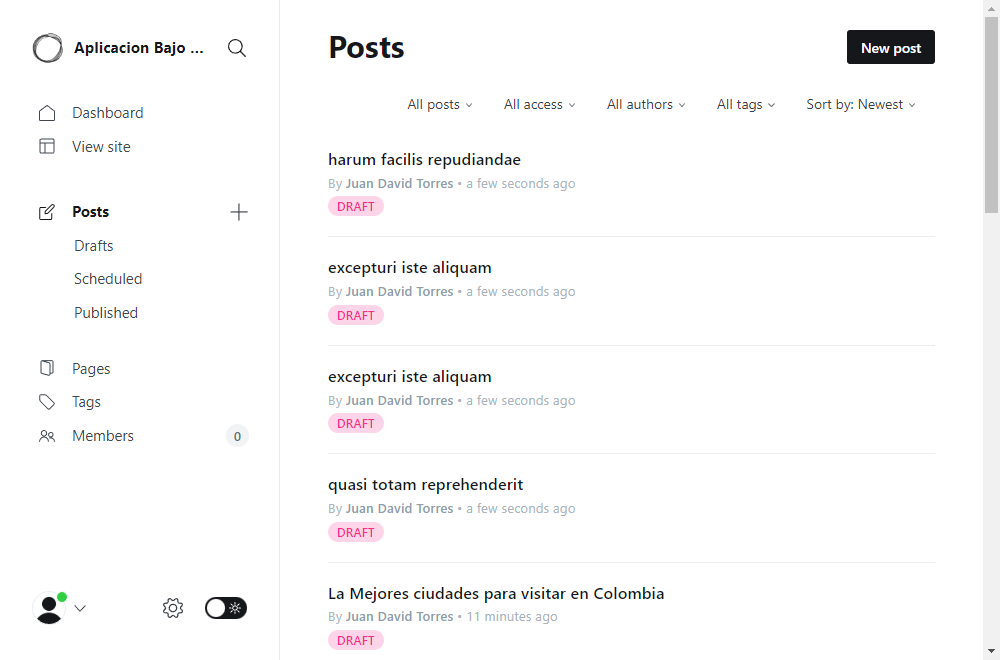 Aplicacion Bajo ...
Dashboard
View site
Posts
Drafts
Scheduled
Published
Pages
Tags
Members
0
Posts
New post
All posts
All access
All authors
All tags
Sort by: Newest
harum facilis repudiandae
By Juan David Torres • a few seconds ago
DRAFT
excepturi iste aliquam
By Juan David Torres • a few seconds ago
DRAFT
excepturi iste aliquam
By Juan David Torres • a few seconds ago
DRAFT
quasi totam reprehenderit
By Juan David Torres • a few seconds ago
DRAFT
La Mejores ciudades para visitar en Colombia
By Juan David Torres • 11 minutes ago
DRAFT